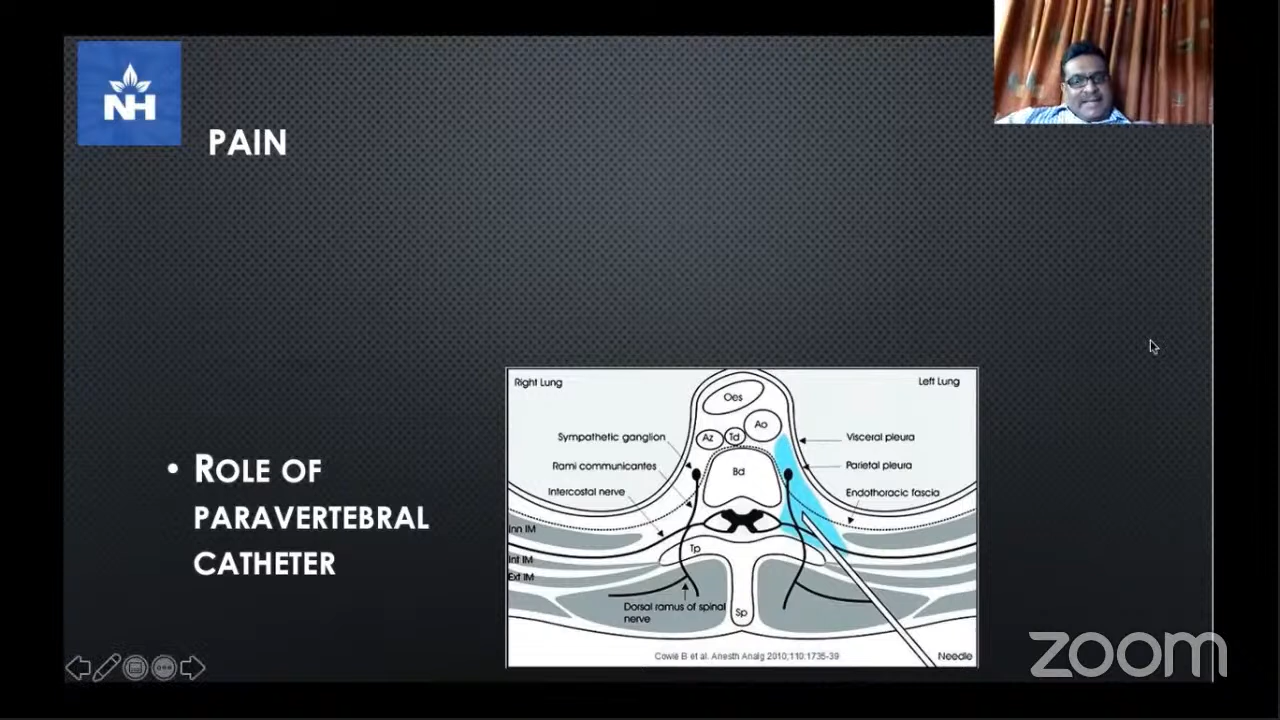 NH
PAIN
• ROLE OF
PARAVERTEBRAL
CATHETER
Right Lung
Left Lung
Oes
Ao
Az
Td
Bd
Sympathetic ganglion
Rami communicantes
Intercostal nerve
Visceral pleura
Parietal pleura
Endothoracic fascia
Inn IM
Int IM
Ext IM
Tp
Dorsal ramus of spinal
nerve
Sp
Cowie B et al. Anesth Analg 2010;110:1735-39
Needle
zoom